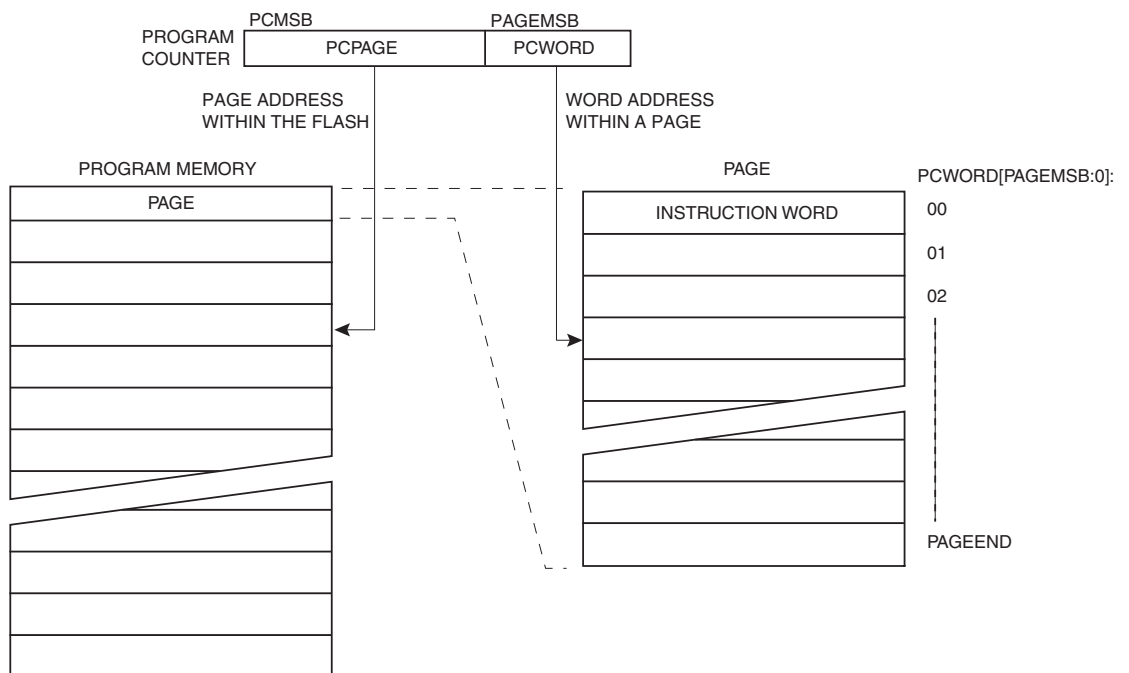 PCMSB
PAGEMSB
PROGRAM
COUNTER
PCPAGE
PCWORD
PAGE ADDRESS
WITHIN THE FLASH
WORD ADDRESS
WITHIN A PAGE
PROGRAM MEMORY
PAGE
PAGE
PCWORD[PAGEMSB:0]:
INSTRUCTION WORD
00
01
02
PAGEEND